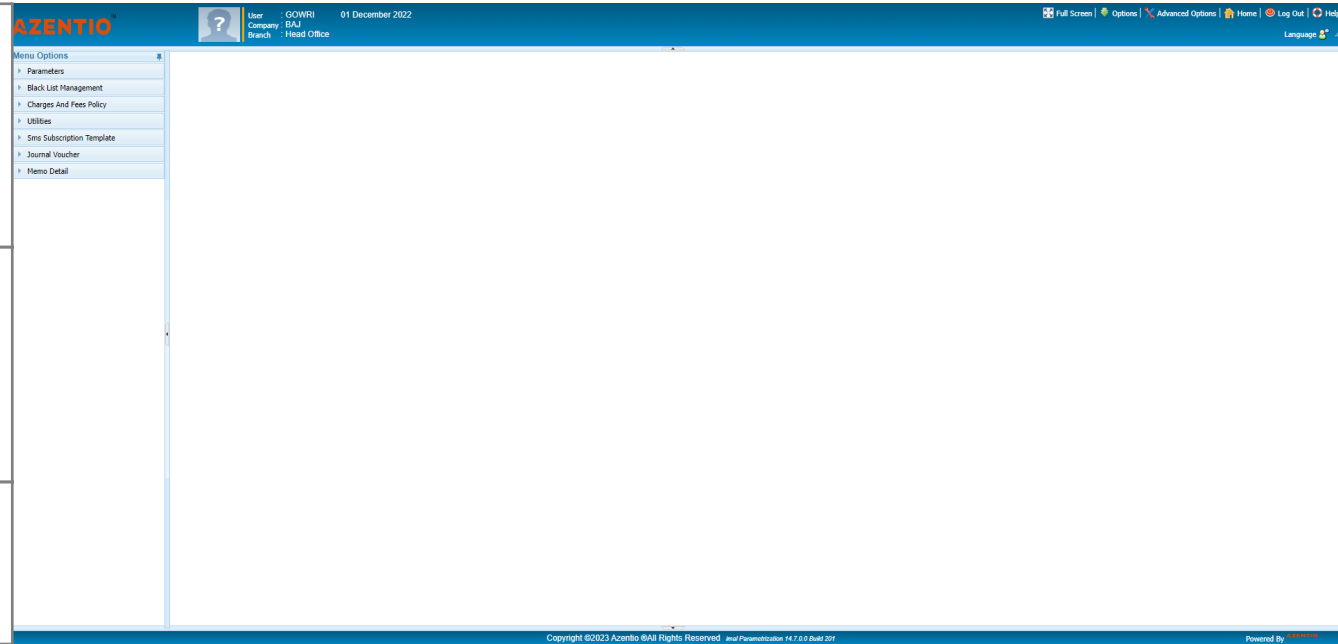 AZENTIO
User : GOWRI 01 December 2022
Company : BAJ
Branch : Head Office
Full Screen | Options | Advanced Options | Home | Log Out | Help
Language
Menu Options
Parameters
Black List Management
Charges And Fees Policy
Utilities
Sms Subscription Template
Journal Voucher
Memo Detail
Copyright ©2023 Azentio ®All Rights Reserved imal Parametrization 14.7.0.0 Build 201
Powered By AZENTIO